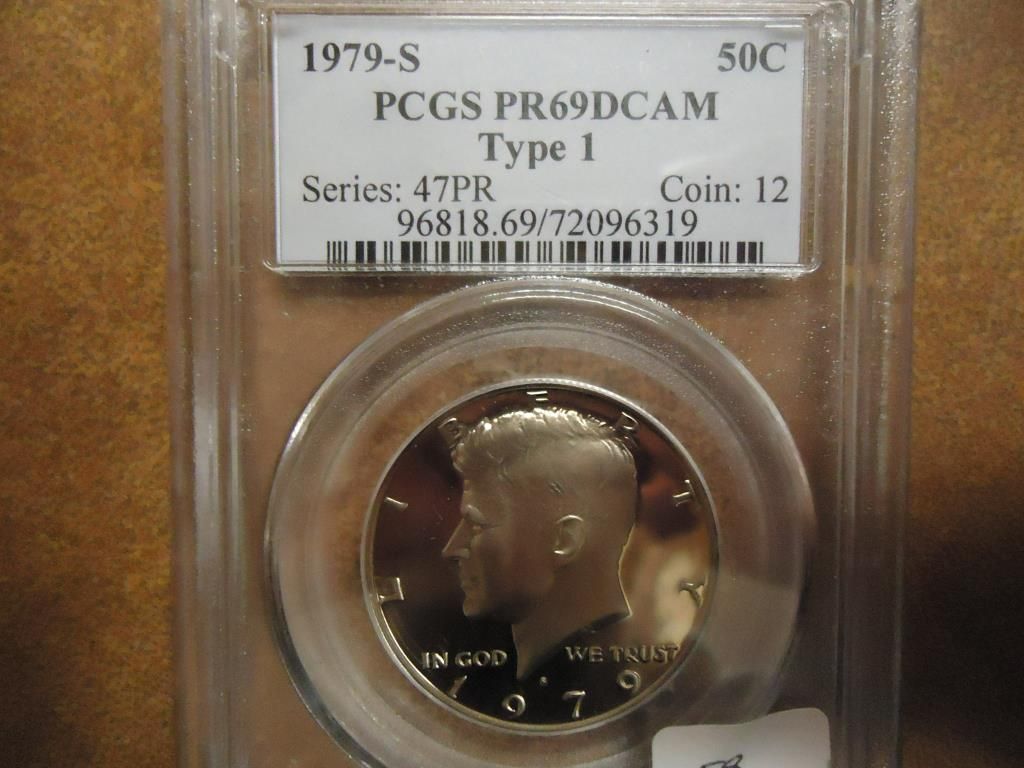 1979-S 50C
PCGS PR69DCAM
Type 1
Series: 47PR Coin: 12
96818.69/72096319
LIBERTY
IN GOD WE TRUST
1979